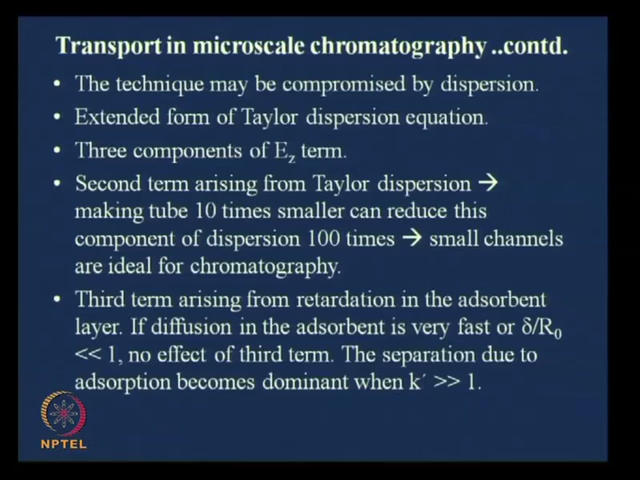 Transport in microscale chromatography ..contd.
• The technique may be compromised by dispersion.
• Extended form of Taylor dispersion equation.
• Three components of Ez term.
• Second term arising from Taylor dispersion →
making tube 10 times smaller can reduce this
component of dispersion 100 times → small channels
are ideal for chromatography.
• Third term arising from retardation in the adsorbent
layer. If diffusion in the adsorbent is very fast or δ/R0
<< 1, no effect of third term. The separation due to
adsorption becomes dominant when k´ >> 1.
NPTEL